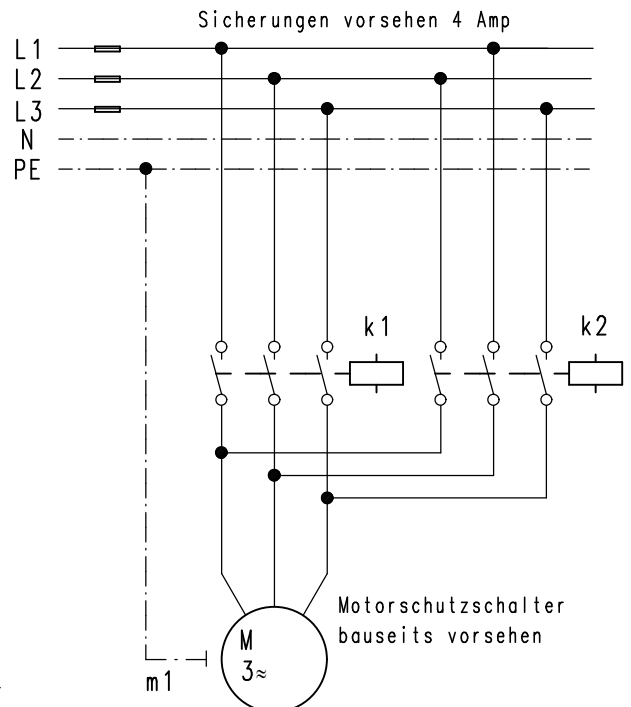 Sicherungen vorsehen 4 Amp
L1
L2
L3
N
PE
k1
k2
Motorschutzschalter
bauseits vorsehen
M
3≈
m1